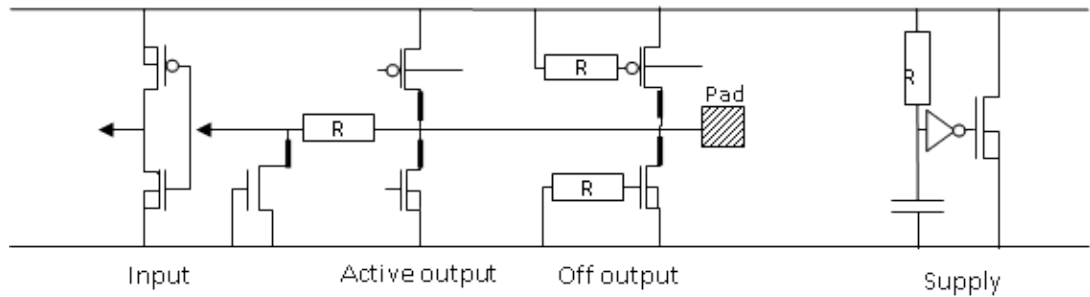 R
Pad
R
R
R
Input
Active output
Off output
Supply